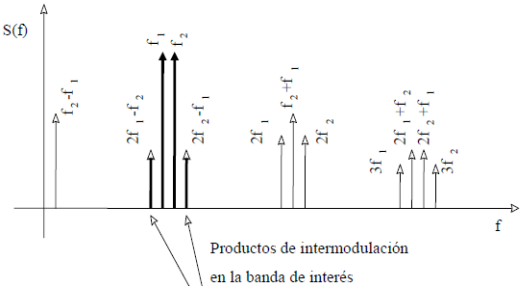 S(f)
f₂-f₁
2f₁-f₂
f₁
f₂
2f₂-f₁
2f₁
f₂+f₁
2f₂
3f₁
2f₁+f₂
2f₂+f₁
3f₂
f
Productos de intermodulación
en la banda de interés